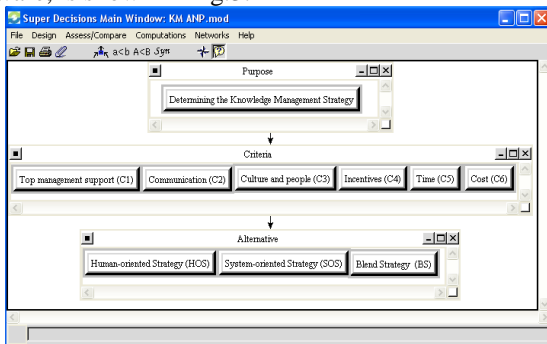 Super Decisions Main Window: KM ANP.mod
File Design Assess/Compare Computations Networks Help
a<b A<B Syn
Purpose
Determining the Knowledge Management Strategy
Criteria
Top management support (C1) Communication (C2) Culture and people (C3) Incentives (C4) Time (C5) Cost (C6)
Alternative
Human-oriented Strategy (HOS) System-oriented Strategy (SOS) Blend Strategy (BS)